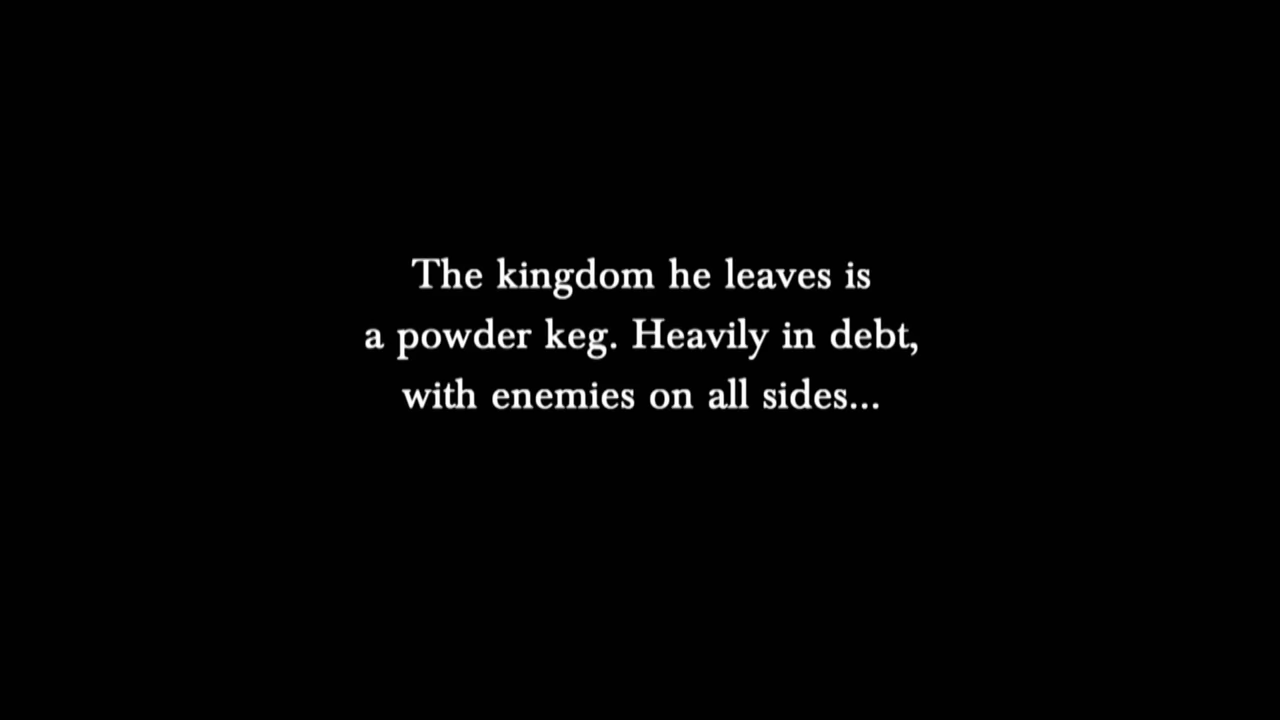 The kingdom he leaves is
a powder keg. Heavily in debt,
with enemies on all sides...